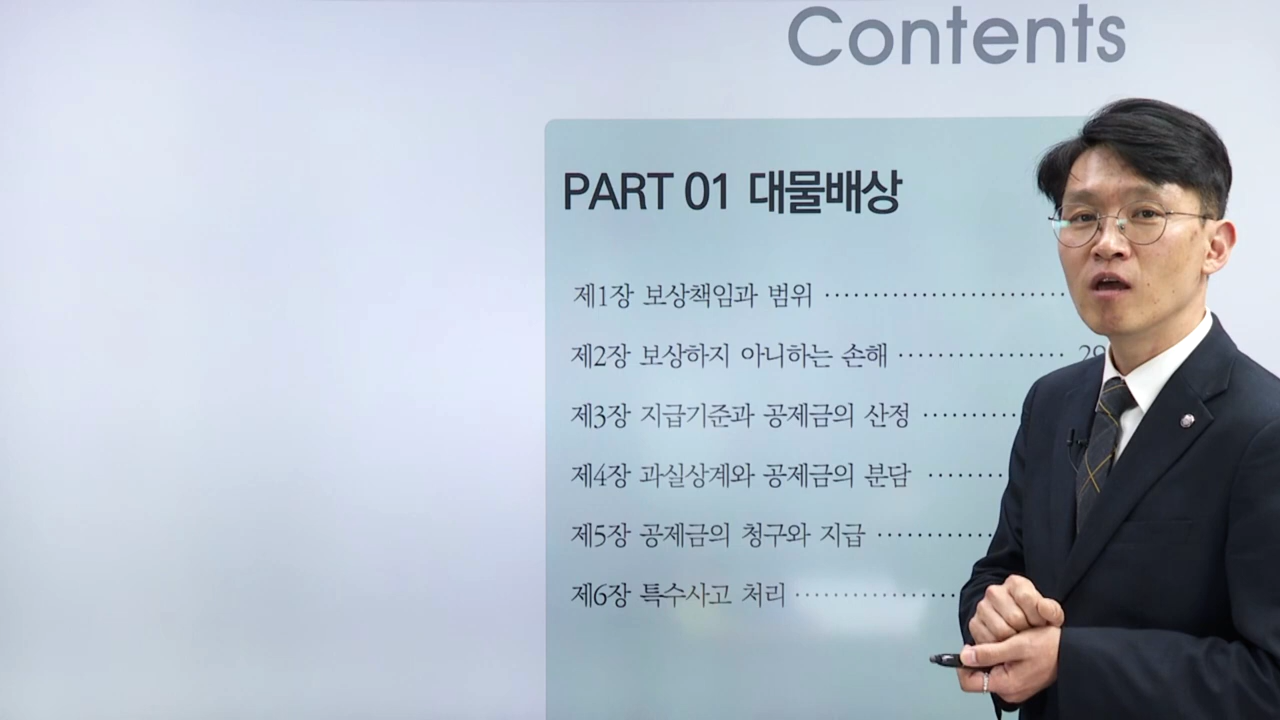 Contents
PART 01 대물배상
제1장 보상책임과 범위 ························
제2장 보상하지 아니하는 손해 ················· 29
제3장 지급기준과 공제금의 산정 ·········
제4장 과실상계와 공제금의 분담 ·······
제5장 공제금의 청구와 지급 ············
제6장 특수사고 처리 ··············